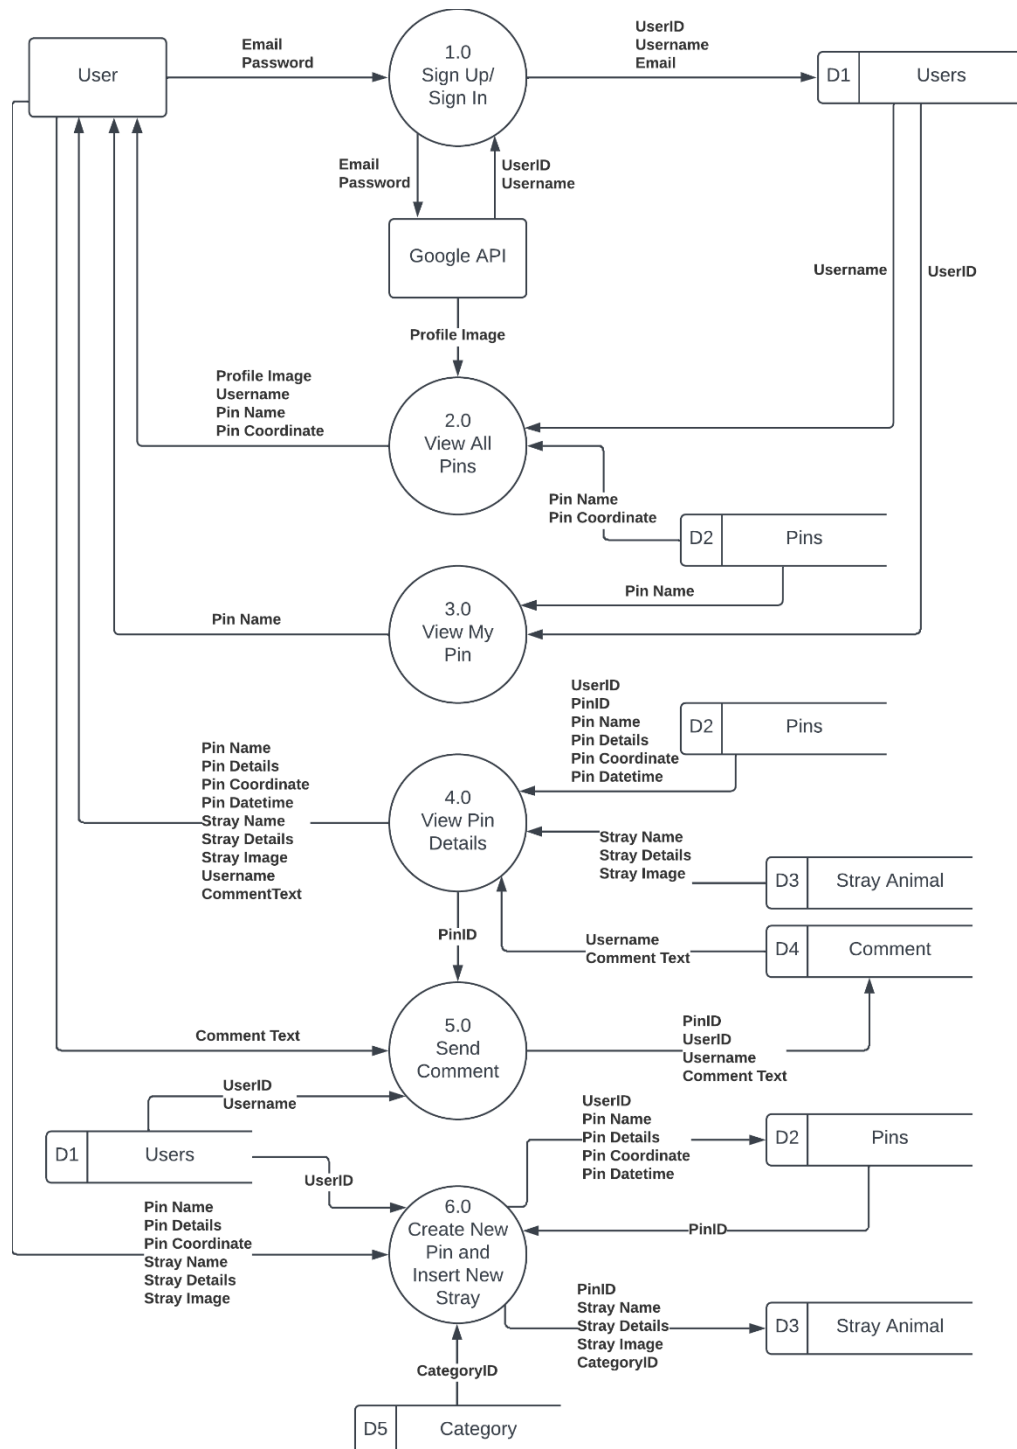 User
Email
Password
1.0
Sign Up/
Sign In
UserID
Username
Email
D1
Users
Email
Password
UserID
Username
Google API
Username
UserID
Profile Image
Profile Image
Username
Pin Name
Pin Coordinate
2.0
View All
Pins
Pin Name
Pin Coordinate
D2
Pins
Pin Name
Pin Name
3.0
View My
Pin
UserID
PinID
Pin Name
Pin Details
Pin Coordinate
Pin Datetime
D2
Pins
Pin Name
Pin Details
Pin Coordinate
Pin Datetime
Stray Name
Stray Details
Stray Image
Username
CommentText
4.0
View Pin
Details
Stray Name
Stray Details
Stray Image
D3
Stray Animal
PinID
Username
Comment Text
D4
Comment
Comment Text
5.0
Send
Comment
PinID
UserID
Username
Comment Text
UserID
Username
D1
Users
UserID
UserID
Pin Name
Pin Details
Pin Coordinate
Pin Datetime
D2
Pins
Pin Name
Pin Details
Pin Coordinate
Stray Name
Stray Details
Stray Image
6.0
Create New
Pin and
Insert New
Stray
PinID
PinID
Stray Name
Stray Details
Stray Image
CategoryID
D3
Stray Animal
CategoryID
D5
Category